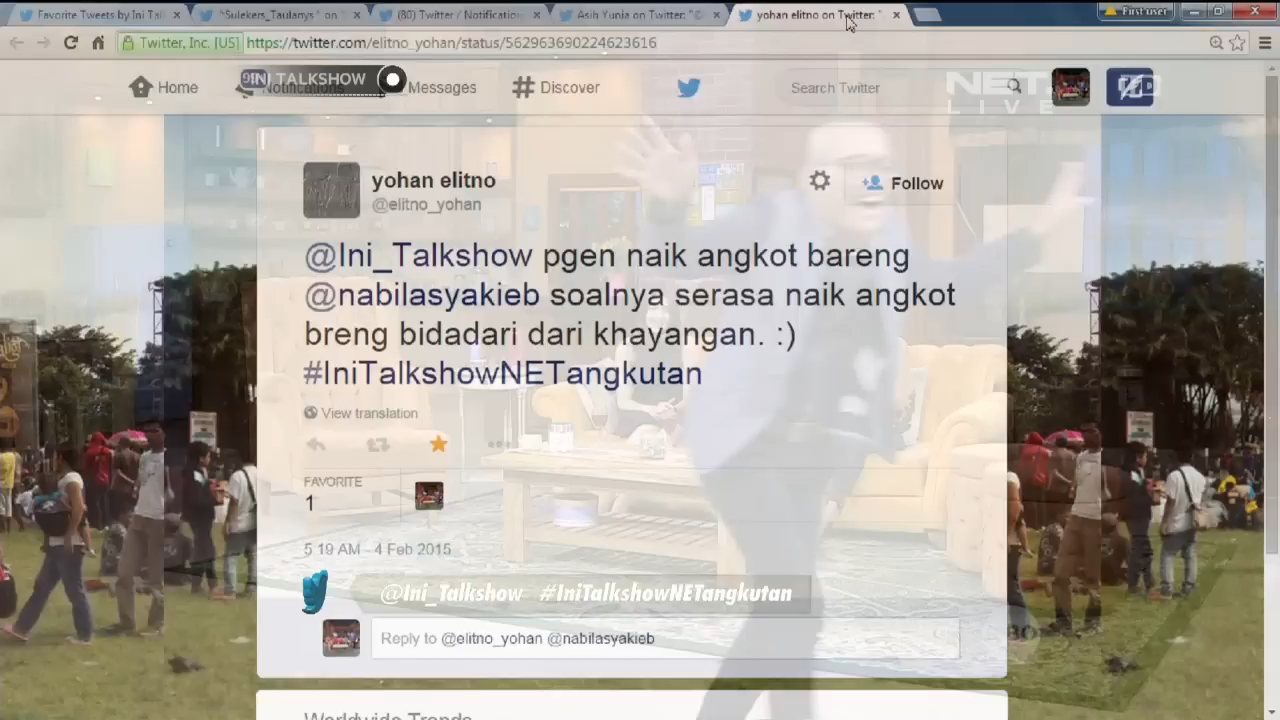 Favorite Tweets by Ini Tal
"Sulekers_Taulanys" on "
(80) Twitter / Notification
Asih Yunia on Twitter: "@
yohan elitno on Twitter: "
First user
Twitter, Inc. [US] https://twitter.com/elitno_yohan/status/562963690224623616
Home
INI TALKSHOW
Notifications
Messages
# Discover
Search Twitter
NET.
HD
LIVE
yohan elitno
@elitno_yohan
Follow
@Ini_Talkshow pgen naik angkot bareng
@nabilasyakieb soalnya serasa naik angkot
breng bidadari dari khayangan. :)
#IniTalkshowNETangkutan
View translation
FAVORITE
1
5:19 AM - 4 Feb 2015
@Ini_Talkshow #IniTalkshowNETangkutan
Reply to @elitno_yohan @nabilasyakieb
Worldwide Trends